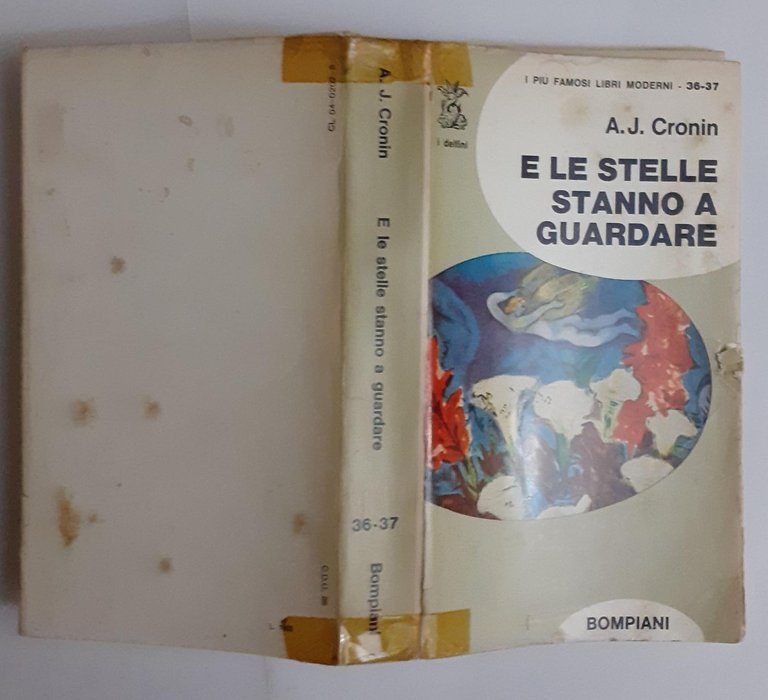 I PIÙ FAMOSI LIBRI MODERNI - 36-37
A.J. Cronin
E LE STELLE
STANNO A
GUARDARE
i delfini
BOMPIANI
A. J. Cronin
E le stelle stanno a guardare
36-37
Bompiani